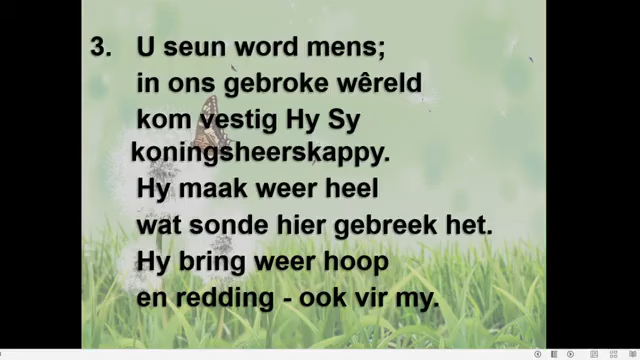 3. U seun word mens;
in ons gebroke wêreld
kom vestig Hy Sy
koningsheerskappy.
Hy maak weer heel
wat sonde hier gebreek het.
Hy bring weer hoop
en redding - ook vir my.